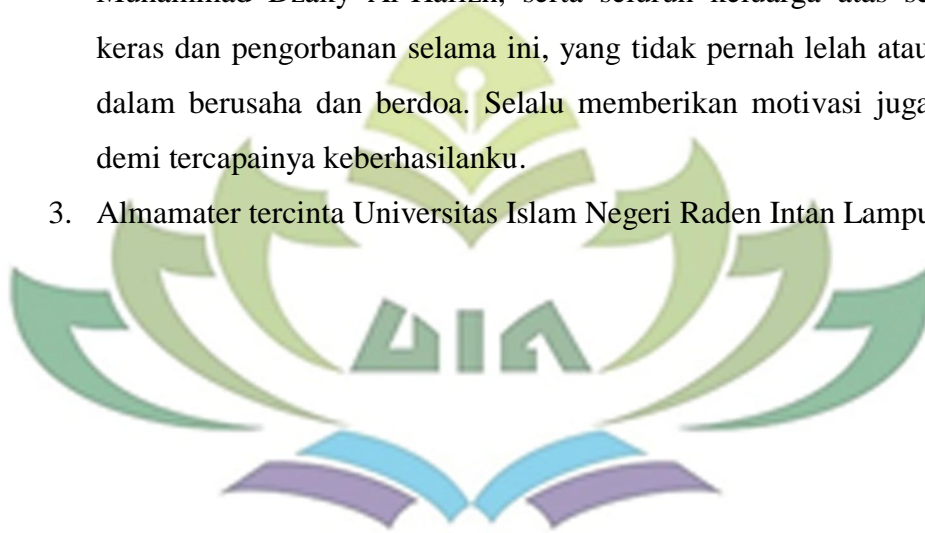 keras dan pengorbanan selama ini, yang tidak pernah lelah atau
dalam berusaha dan berdoa. Selalu memberikan motivasi juga
demi tercapainya keberhasilanku.
3. Almamater tercinta Universitas Islam Negeri Raden Intan Lampu
UIN